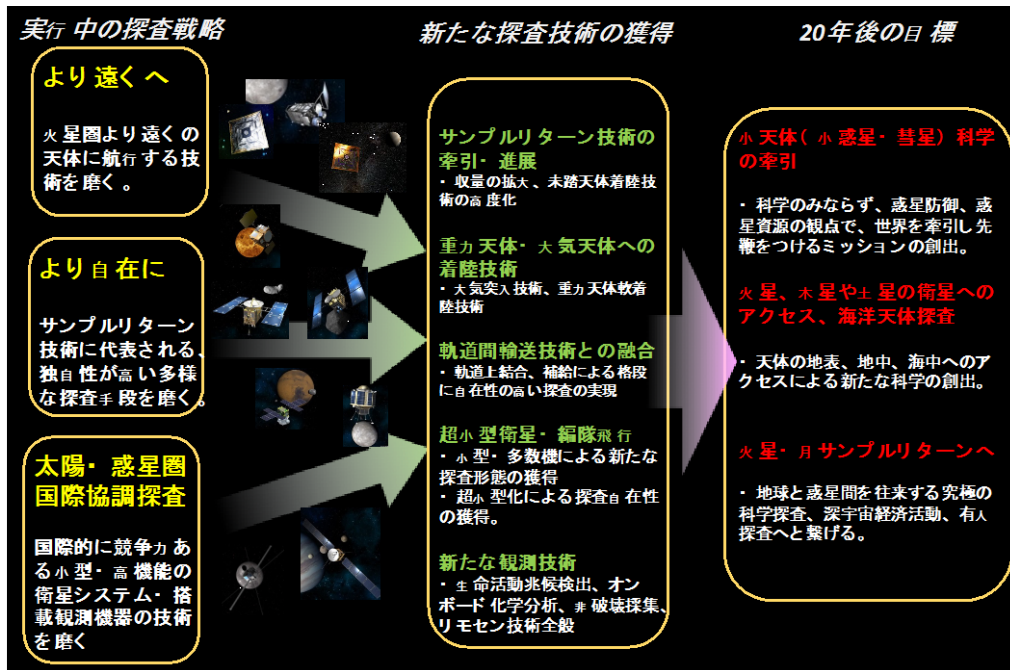 実行中の探査戦略
より遠くへ
火星圏より遠くの
天体に航行する技
術を磨く。
より自在に
サンプルリターン
技術に代表される、
独自性が高い多様
な探査手段を磨く。
太陽・惑星圏
国際協調探査
国際的に競争力あ
る小型・高機能の
衛星システム・搭
載観測機器の技術
を磨く
新たな探査技術の獲得
サンプルリターン技術の
牽引・進展
・収量の拡大、未踏天体着陸技
術の高度化
重力天体・大気天体への
着陸技術
・大気突入技術、重力天体軟着
陸技術
軌道間輸送技術との融合
・軌道上結合、補給による格段
に自在性の高い探査の実現
超小型衛星・編隊飛行
・小型・多数機による新たな
探査形態の獲得
・超小型化による探査自在性
の獲得。
新たな観測技術
・生命活動兆候検出、オン
ボード化学分析、非破壊採集、
リモセン技術全般
20年後の目標
小天体(小惑星・彗星)科学
の牽引
・科学のみならず、惑星防御、惑
星資源の観点で、世界を牽引し先
鞭をつけるミッションの創出。
火星、木星や土星の衛星への
アクセス、海洋天体探査
・天体の地表、地中、海中へのア
クセスによる新たな科学の創出。
火星・月サンプルリターンへ
・地球と惑星間を往来する究極の
科学探査、深宇宙経済活動、有人
探査へと繋げる。